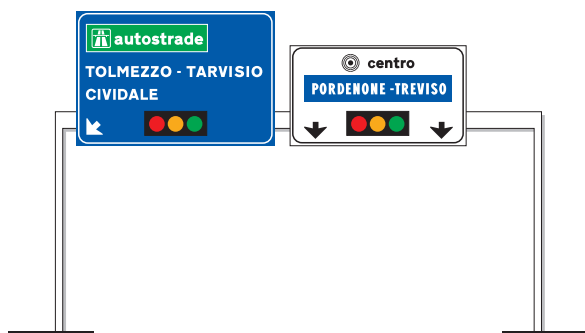 autostrade
TOLMEZZO - TARVISIO
CIVIDALE
centro
PORDENONE -TREVISO